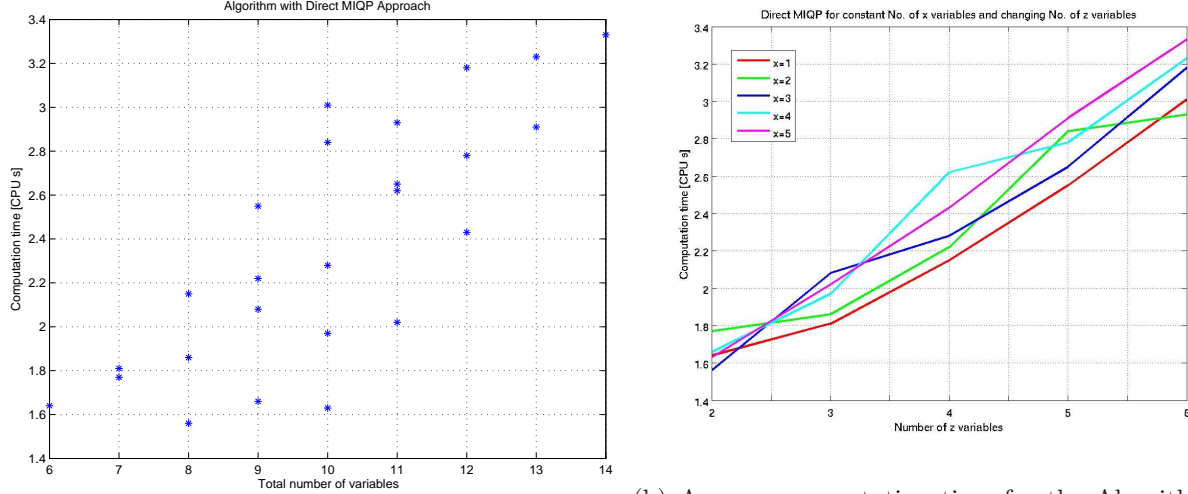 Algorithm with Direct MIQP Approach
3.4
3.2
3
2.8
2.6
2.4
2.2
2
1.8
1.6
1.4
Computation time [CPU s]
6 7 8 9 10 11 12 13 14
Total number of variables
Direct MIQP for constant No. of x variables and changing No. of z variables
3.4
3.2
3
2.8
2.6
2.4
2.2
2
1.8
1.6
1.4
Computation time [CPU s]
x=1
x=2
x=3
x=4
x=5
2 3 4 5 6
Number of z variables